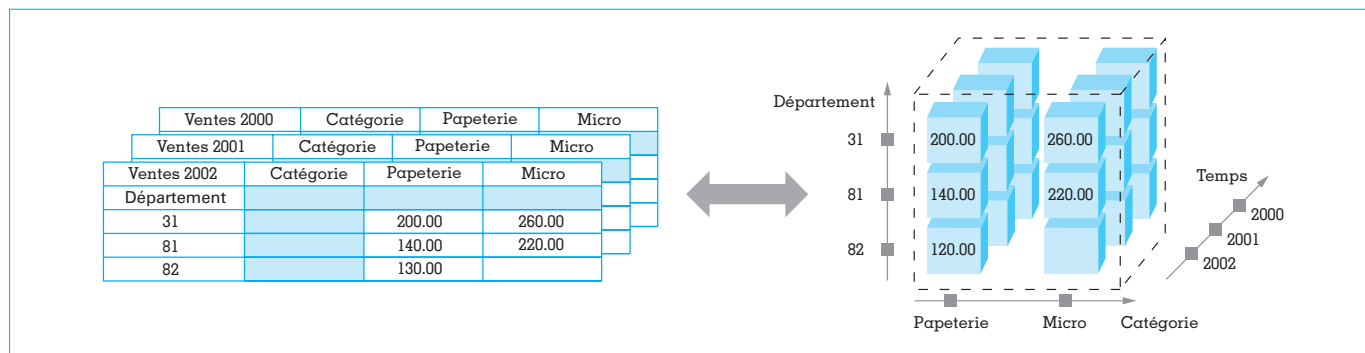 Ventes 2000 Catégorie Papeterie Micro
Ventes 2001 Catégorie Papeterie Micro
Ventes 2002 Catégorie Papeterie Micro
Département
31 200.00 260.00
81 140.00 220.00
82 130.00
Département
31 200.00 260.00
81 140.00 220.00
82 120.00
Papeterie Micro Catégorie
Temps
2000
2001
2002